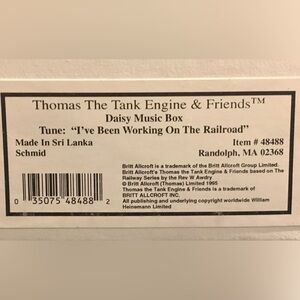 Thomas The Tank Engine & Friends™
Daisy Music Box
Tune: "I've Been Working On The Railroad"
Made In Sri Lanka Item # 48488
Schmid Randolph, MA 02368
Britt Allcroft is a trademark of the Britt Allcroft Group Limited.
Britt Allcroft's Thomas the Tank Engine & Friends based on The
Railway Series by the Rev W Awdry
© Britt Allcroft (Thomas) Limited 1995
Thomas the Tank Engine & Friends is a trademark of
BRITT ALLCROFT INC.
All publishing and underlying copyright worldwide William
Heinemann Limited
0 35075 48488 2